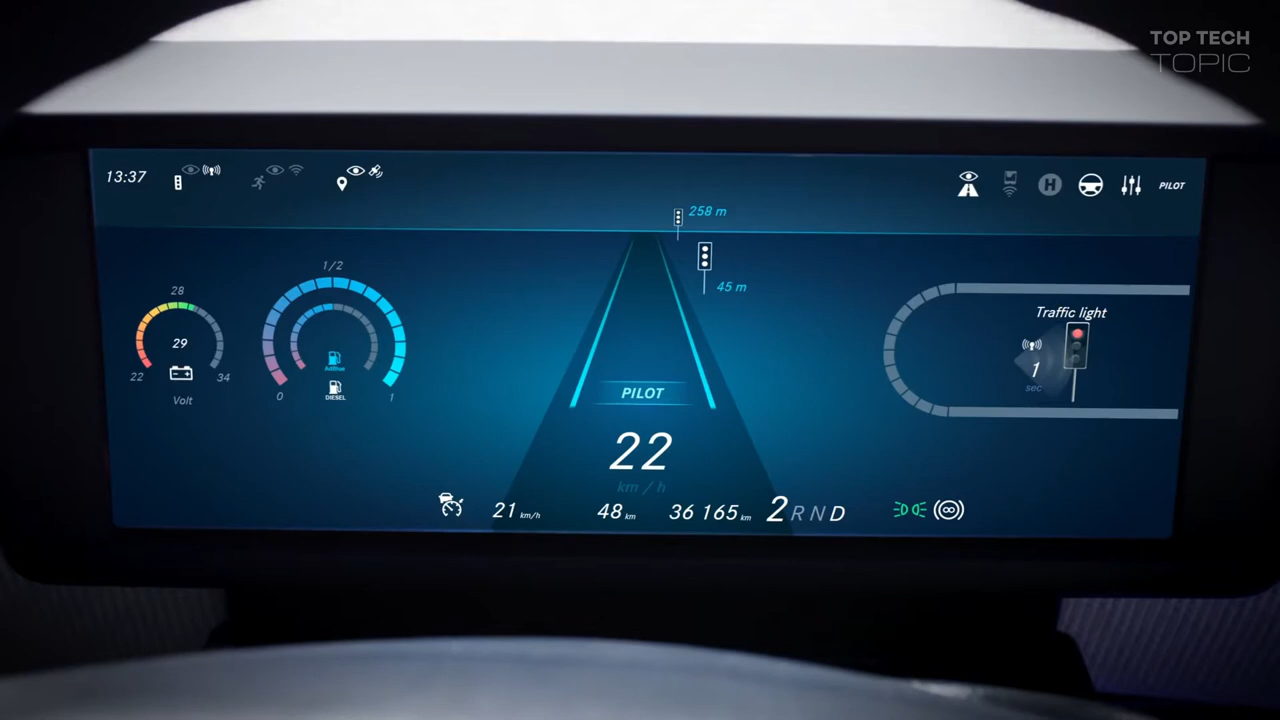 TOP TECH
TOPIC
13:37
H
PILOT
258 m
45 m
28
29
22
34
Volt
1/2
AdBlue
DIESEL
0
1
PILOT
22
km / h
Traffic light
1
sec
21 km/h
48 km
36 165 km
2 R N D